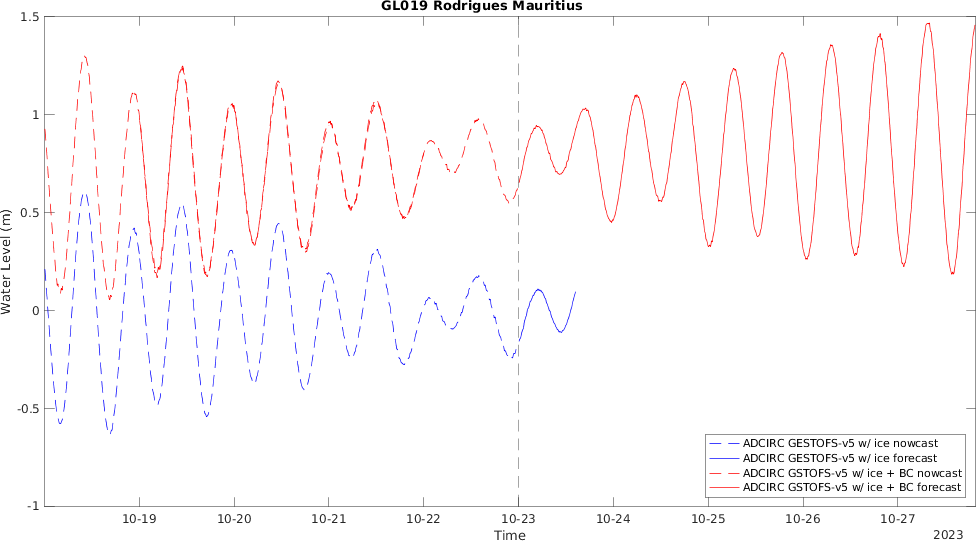 GL019 Rodrigues Mauritius
Water Level (m)
1.5
1
0.5
0
-0.5
-1
ADCIRC GESTOFS-v5 w/ ice nowcast
ADCIRC GESTOFS-v5 w/ ice forecast
ADCIRC GSTOFS-v5 w/ ice + BC nowcast
ADCIRC GSTOFS-v5 w/ ice + BC forecast
10-19 10-20 10-21 10-22 10-23 10-24 10-25 10-26 10-27
Time
2023